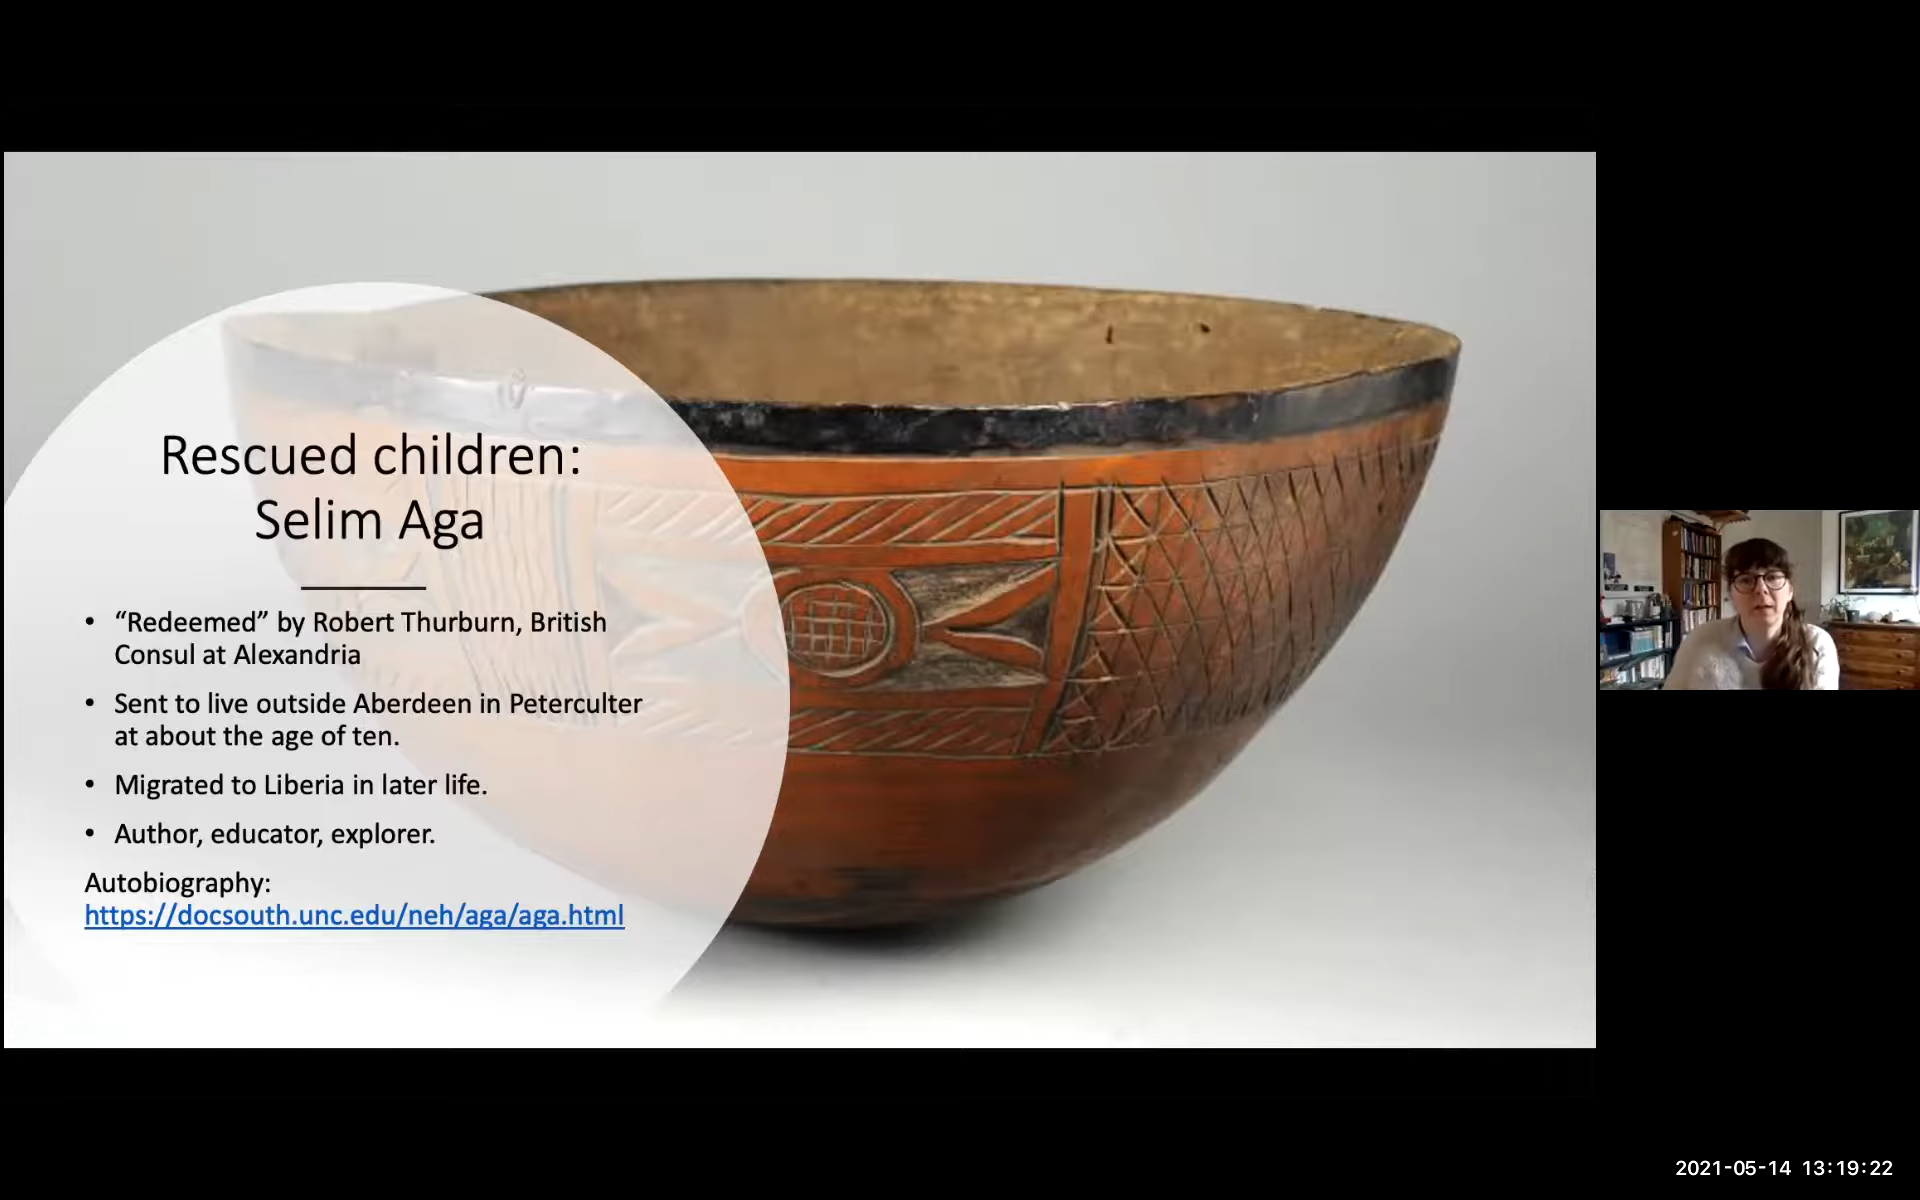 Rescued children:
Selim Aga
• “Redeemed” by Robert Thurburn, British
Consul at Alexandria
• Sent to live outside Aberdeen in Peterculter
at about the age of ten.
• Migrated to Liberia in later life.
• Author, educator, explorer.
Autobiography:
https://docsouth.unc.edu/neh/aga/aga.html
2021-05-14 13:19:22